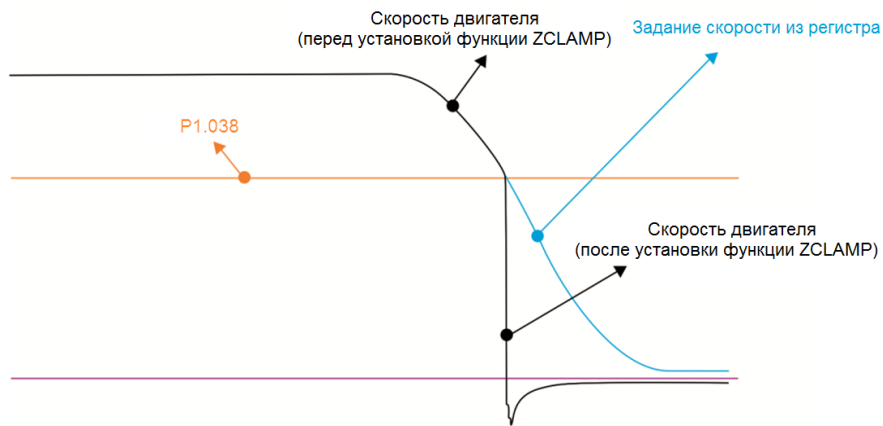 Скорость двигателя
(перед установкой функции ZCLAMP)
Задание скорости из регистра
P1.038
Скорость двигателя
(после установки функции ZCLAMP)